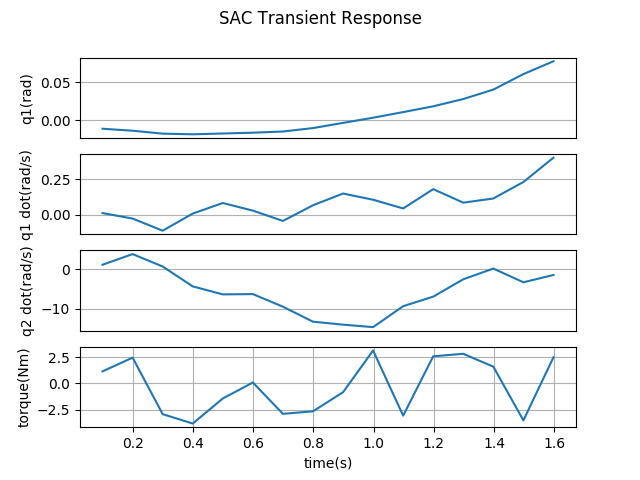 SAC Transient Response
q1(rad)
0.05
0.00
q1 dot(rad/s)
0.25
0.00
q2 dot(rad/s)
0
−10
torque(Nm)
2.5
0.0
−2.5
0.2 0.4 0.6 0.8 1.0 1.2 1.4 1.6
time(s)